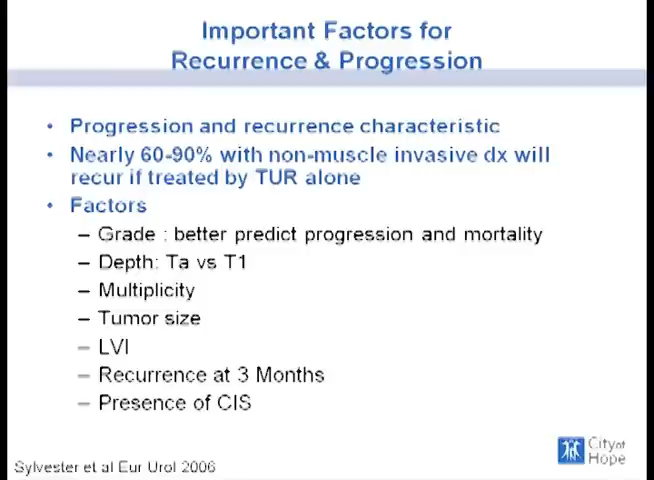 Important Factors for
Recurrence & Progression
• Progression and recurrence characteristic
• Nearly 60-90% with non-muscle invasive dx will
recur if treated by TUR alone
• Factors
– Grade : better predict progression and mortality
– Depth: Ta vs T1
– Multiplicity
– Tumor size
– LVI
– Recurrence at 3 Months
– Presence of CIS
City of
Hope
Sylvester et al Eur Urol 2006